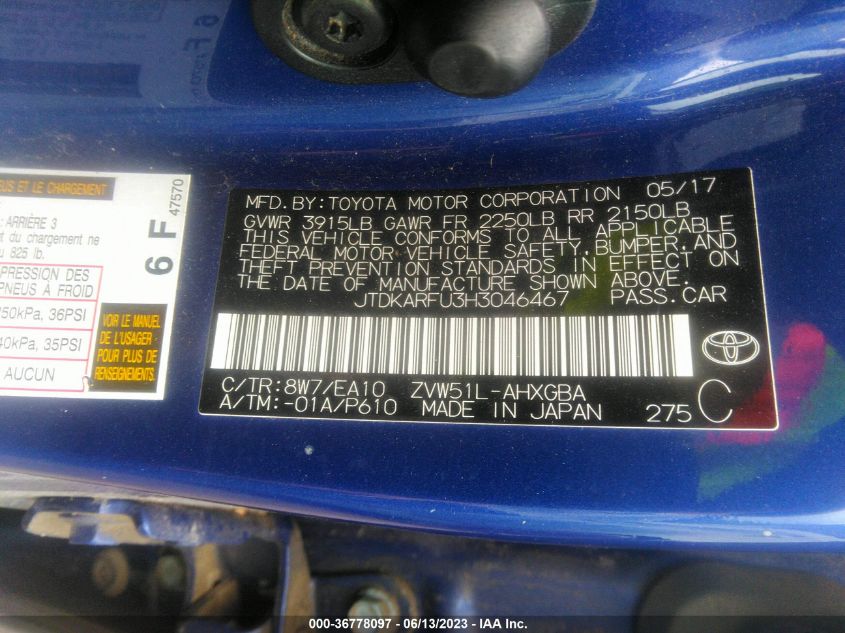 MFD.BY:TOYOTA MOTOR CORPORATION 05/17
GVWR 3915LB GAWR FR 2250LB RR 2150LB
THIS VEHICLE CONFORMS TO ALL APPLICABLE
FEDERAL MOTOR VEHICLE SAFETY, BUMPER, AND
THEFT PREVENTION STANDARDS IN EFFECT ON
THE DATE OF MANUFACTURE SHOWN ABOVE.
JTDKARFU3H3046467 PASS.CAR
C/TR:8W7/EA10 ZVW51L-AHXGBA
A/TM:-01A/P610 MADE IN JAPAN 275 C
US ET LE CHARGEMENT
: ARRIÈRE 3
nt du chargement ne
u 825 lb.
PRESSION DES
PNEUS À FROID
250kPa, 36PSI
40kPa, 35PSI
AUCUN
VOIR LE MANUEL
DE L'USAGER
POUR PLUS DE
RENSEIGNEMENTS.
6 F
47570
6 F
000-36778097 - 06/13/2023 - IAA Inc.